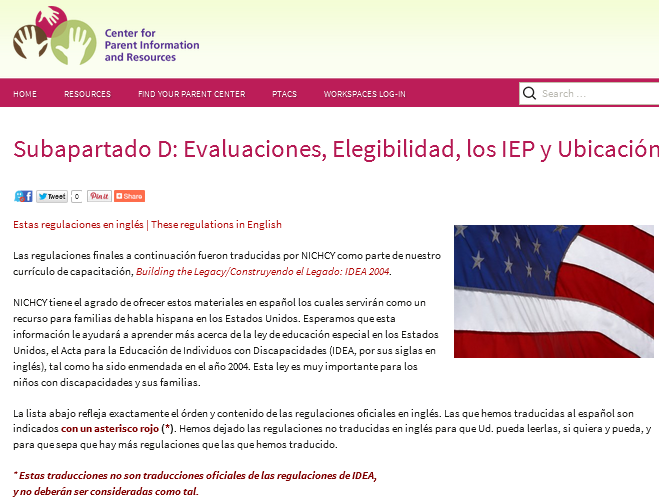 Center for
Parent Information
and Resources
HOME RESOURCES FIND YOUR PARENT CENTER PTACS WORKSPACES LOG-IN Search ...
Subapartado D: Evaluaciones, Elegibilidad, los IEP y Ubicación
Tweet 0 Pin it Share
Estas regulaciones en inglés | These regulations in English
Las regulaciones finales a continuación fueron traducidas por NICHCY como parte de nuestro
currículo de capacitación, Building the Legacy/Construyendo el Legado: IDEA 2004.
NICHCY tiene el agrado de ofrecer estos materiales en español los cuales servirán como un
recurso para familias de habla hispana en los Estados Unidos. Esperamos que esta
información le ayudará a aprender más acerca de la ley de educación especial en los Estados
Unidos, el Acta para la Educación de Individuos con Discapacidades (IDEA, por sus siglas en
inglés), tal como ha sido enmendada en el año 2004. Esta ley es muy importante para los
niños con discapacidades y sus familias.
La lista abajo refleja exactamente el órden y contenido de las regulaciones oficiales en inglés. Las que hemos traducidas al español son
indicados con un asterisco rojo (*). Hemos dejado las regulaciones no traducidas en inglés para que Ud. pueda leerlas, si quiera y pueda, y
para que sepa que hay más regulaciones que las que hemos traducido.
* Estas traducciones no son traducciones oficiales de las regulaciones de IDEA,
y no deberán ser consideradas como tal.